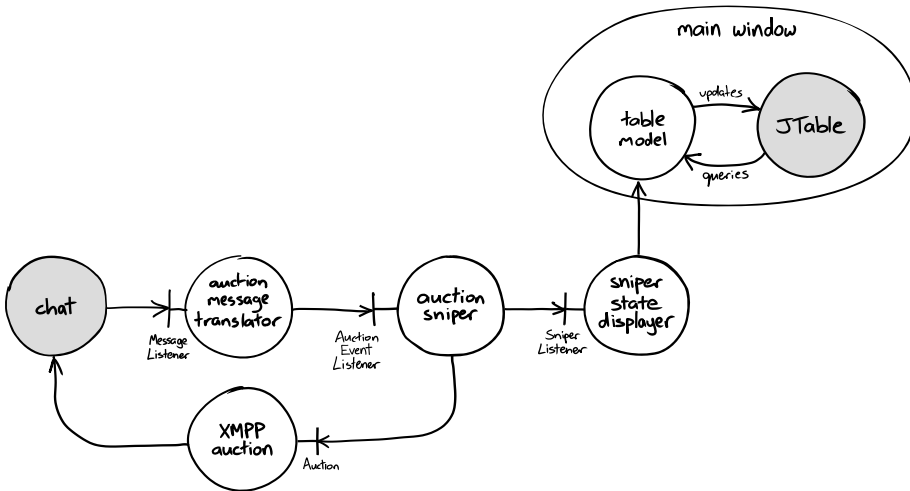 main window
updates
table
model
JTable
queries
chat
Message
Listener
auction
message
translator
Auction
Event
Listener
auction
sniper
Sniper
Listener
sniper
state
displayer
XMPP
auction
Auction